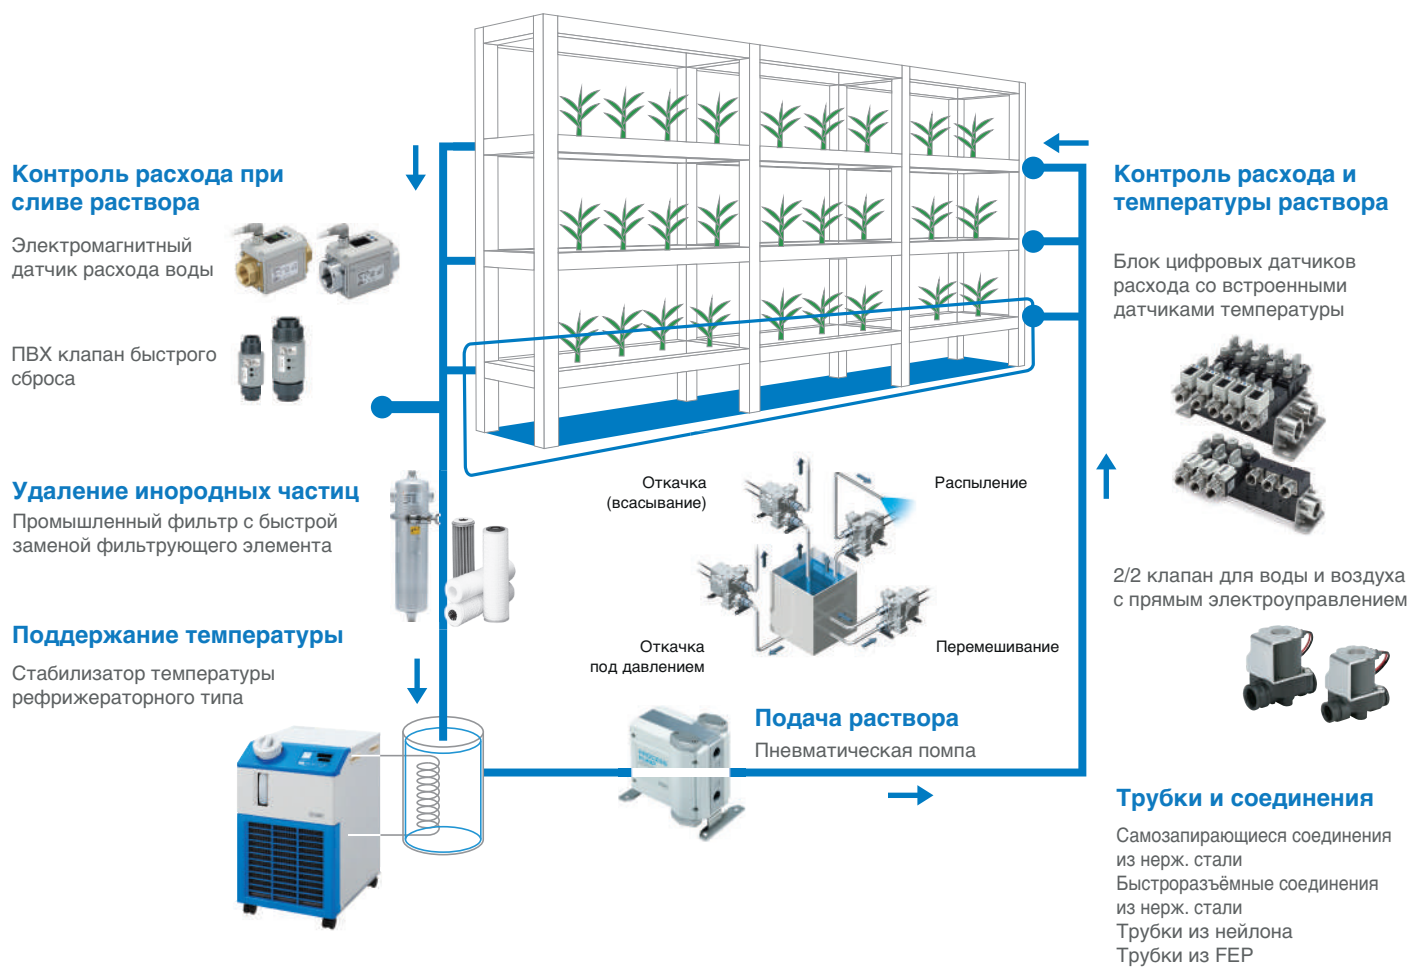 Контроль расхода при
сливе раствора
Электромагнитный
датчик расхода воды
ПВХ клапан быстрого
сброса
Удаление инородных частиц
Промышленный фильтр с быстрой
заменой фильтрующего элемента
Поддержание температуры
Стабилизатор температуры
рефрижераторного типа
Откачка
(всасывание)
Распыление
Откачка
под давлением
Перемешивание
Подача раствора
Пневматическая помпа
PROCESS
PUMP
Контроль расхода и
температуры раствора
Блок цифровых датчиков
расхода со встроенными
датчиками температуры
2/2 клапан для воды и воздуха
с прямым электроуправлением
Трубки и соединения
Самозапирающиеся соединения
из нерж. стали
Быстроразъёмные соединения
из нерж. стали
Трубки из нейлона
Трубки из FEP